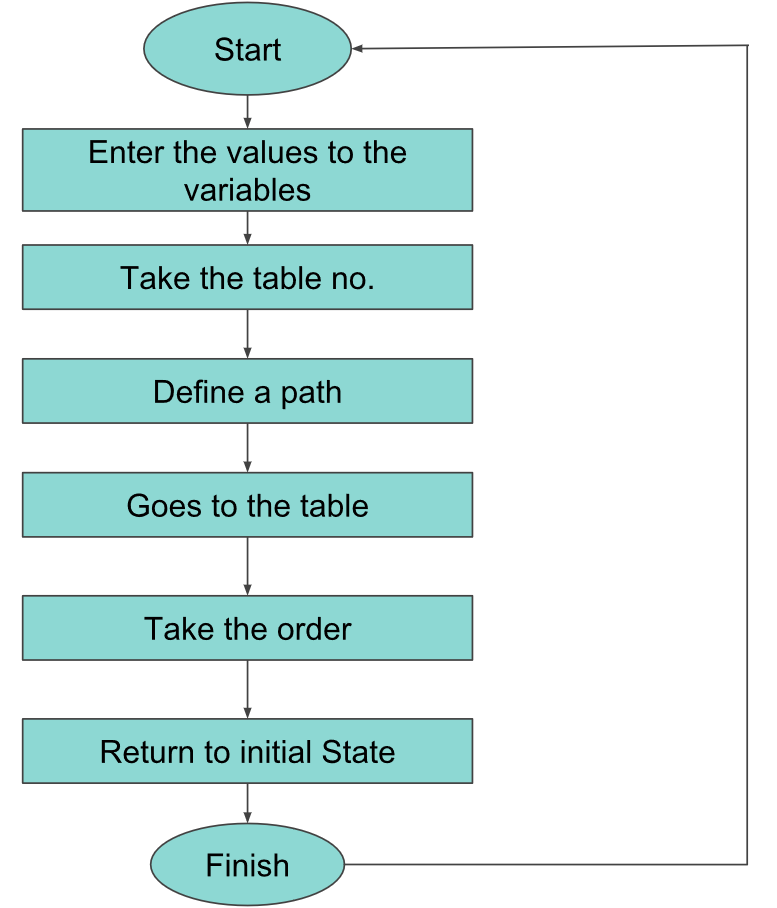 Start
Enter the values to the
variables
Take the table no.
Define a path
Goes to the table
Take the order
Return to initial State
Finish